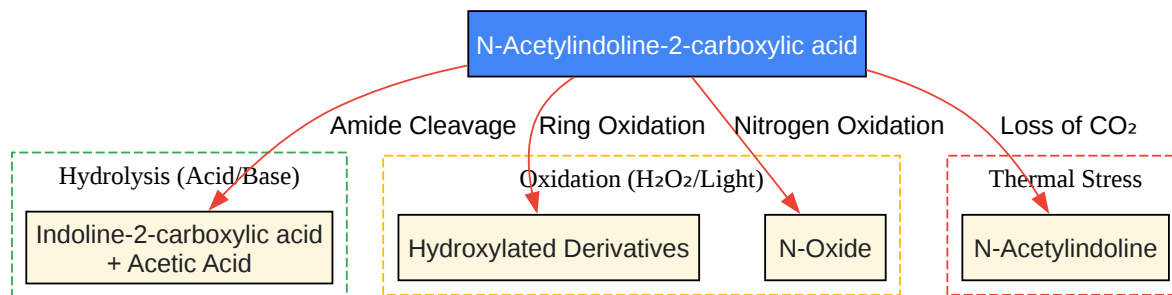 N-Acetylindoline-2-carboxylic acid
Amide Cleavage
Ring Oxidation
Nitrogen Oxidation
Loss of CO₂
Hydrolysis (Acid/Base)
Oxidation (H₂O₂/Light)
Thermal Stress
Indoline-2-carboxylic acid
+ Acetic Acid
Hydroxylated Derivatives
N-Oxide
N-Acetylindoline